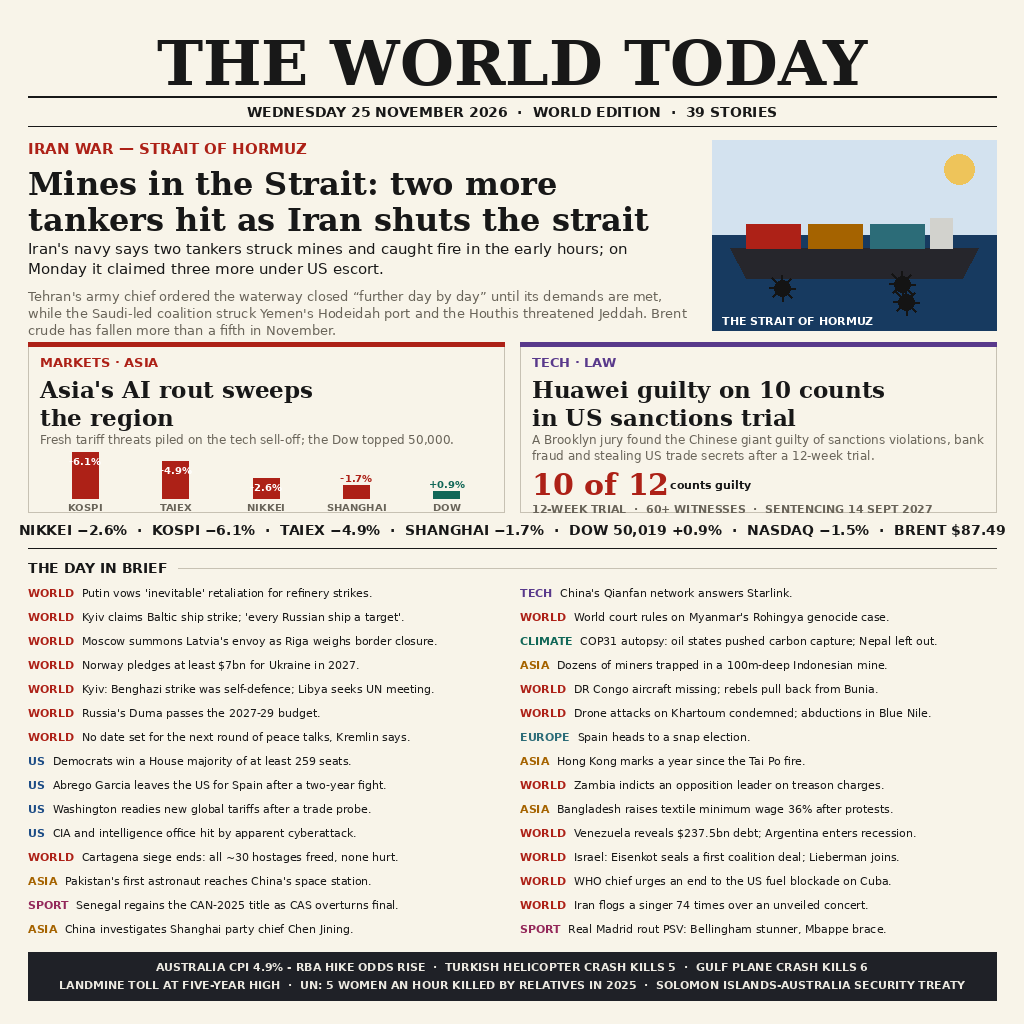 THE WORLD TODAY
WEDNESDAY 25 NOVEMBER 2026 · WORLD EDITION · 39 STORIES
IRAN WAR — STRAIT OF HORMUZ
Mines in the Strait: two more
tankers hit as Iran shuts the strait
Iran's navy says two tankers struck mines and caught fire in the early hours; on
Monday it claimed three more under US escort.
Tehran's army chief ordered the waterway closed “further day by day” until its demands are met,
while the Saudi-led coalition struck Yemen's Hodeidah port and the Houthis threatened Jeddah. Brent
crude has fallen more than a fifth in November.
THE STRAIT OF HORMUZ
MARKETS · ASIA
Asia's AI rout sweeps
the region
Fresh tariff threats piled on the tech sell-off; the Dow topped 50,000.
-6.1%
-4.9%
-2.6%
-1.7%
+0.9%
KOSPI
TAIEX
NIKKEI
SHANGHAI
DOW
TECH · LAW
Huawei guilty on 10 counts
in US sanctions trial
A Brooklyn jury found the Chinese giant guilty of sanctions violations, bank
fraud and stealing US trade secrets after a 12-week trial.
10 of 12 counts guilty
12-WEEK TRIAL · 60+ WITNESSES · SENTENCING 14 SEPT 2027
NIKKEI −2.6% · KOSPI −6.1% · TAIEX −4.9% · SHANGHAI −1.7% · DOW 50,019 +0.9% · NASDAQ −1.5% · BRENT $87.49
THE DAY IN BRIEF
WORLD Putin vows 'inevitable' retaliation for refinery strikes.
WORLD Kyiv claims Baltic ship strike; 'every Russian ship a target'.
WORLD Moscow summons Latvia's envoy as Riga weighs border closure.
WORLD Norway pledges at least $7bn for Ukraine in 2027.
WORLD Kyiv: Benghazi strike was self-defence; Libya seeks UN meeting.
WORLD Russia's Duma passes the 2027-29 budget.
WORLD No date set for the next round of peace talks, Kremlin says.
US Democrats win a House majority of at least 259 seats.
US Abrego Garcia leaves the US for Spain after a two-year fight.
US Washington readies new global tariffs after a trade probe.
US CIA and intelligence office hit by apparent cyberattack.
WORLD Cartagena siege ends: all ~30 hostages freed, none hurt.
ASIA Pakistan's first astronaut reaches China's space station.
SPORT Senegal regains the CAN-2025 title as CAS overturns final.
ASIA China investigates Shanghai party chief Chen Jining.
TECH China's Qianfan network answers Starlink.
WORLD World court rules on Myanmar's Rohingya genocide case.
CLIMATE COP31 autopsy: oil states pushed carbon capture; Nepal left out.
ASIA Dozens of miners trapped in a 100m-deep Indonesian mine.
WORLD DR Congo aircraft missing; rebels pull back from Bunia.
WORLD Drone attacks on Khartoum condemned; abductions in Blue Nile.
EUROPE Spain heads to a snap election.
ASIA Hong Kong marks a year since the Tai Po fire.
WORLD Zambia indicts an opposition leader on treason charges.
ASIA Bangladesh raises textile minimum wage 36% after protests.
WORLD Venezuela reveals $237.5bn debt; Argentina enters recession.
WORLD Israel: Eisenkot seals a first coalition deal; Lieberman joins.
WORLD WHO chief urges an end to the US fuel blockade on Cuba.
WORLD Iran flogs a singer 74 times over an unveiled concert.
SPORT Real Madrid rout PSV: Bellingham stunner, Mbappe brace.
AUSTRALIA CPI 4.9% - RBA HIKE ODDS RISE · TURKISH HELICOPTER CRASH KILLS 5 · GULF PLANE CRASH KILLS 6
LANDMINE TOLL AT FIVE-YEAR HIGH · UN: 5 WOMEN AN HOUR KILLED BY RELATIVES IN 2025 · SOLOMON ISLANDS-AUSTRALIA SECURITY TREATY